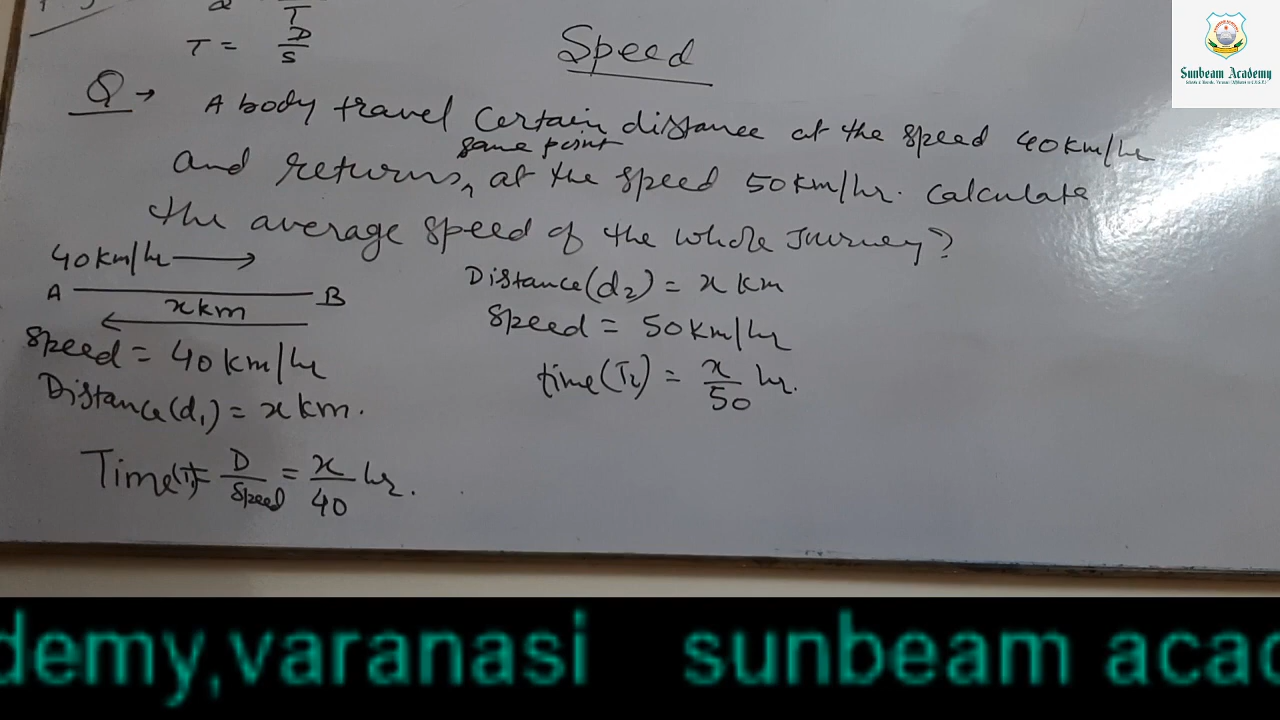 T
T = D/S
Speed
Sunbeam Academy
Q → A body travel certain distance at the speed 40km/hr
same point
and returns, at the speed 50km/hr. calculate
the average speed of the whole Journey?
40km/hr →
A B
x km
Speed = 40 km/hr
Distance(d₁) = x km.
Time(T₁) = D/Speed = x/40 hr.
Distance(d₂) = x km
Speed = 50km/hr
time(T₂) = x/50 hr.
demy,varanasi sunbeam acad